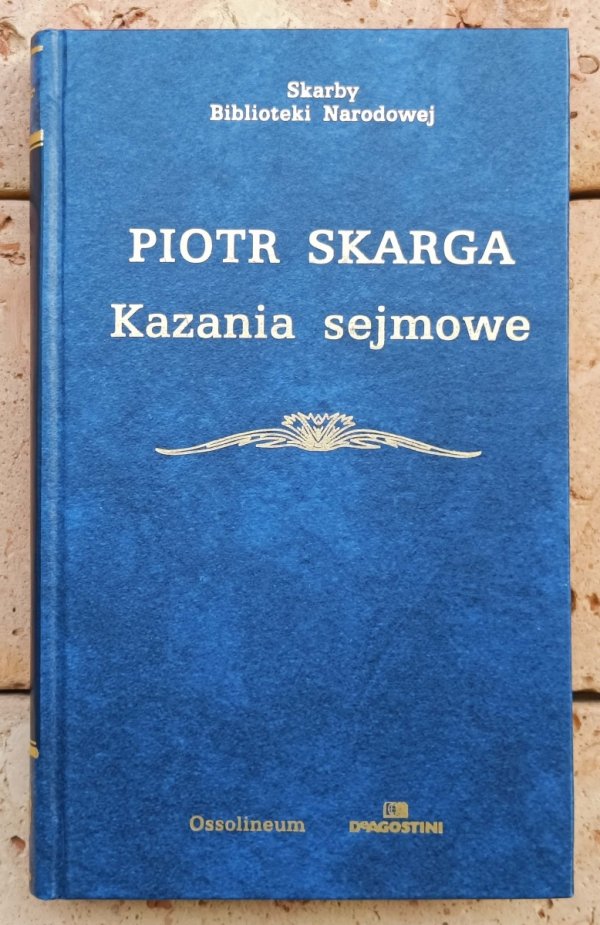 Skarby
Biblioteki Narodowej
PIOTR SKARGA
Kazania sejmowe
Ossolineum
DeAGOSTINI